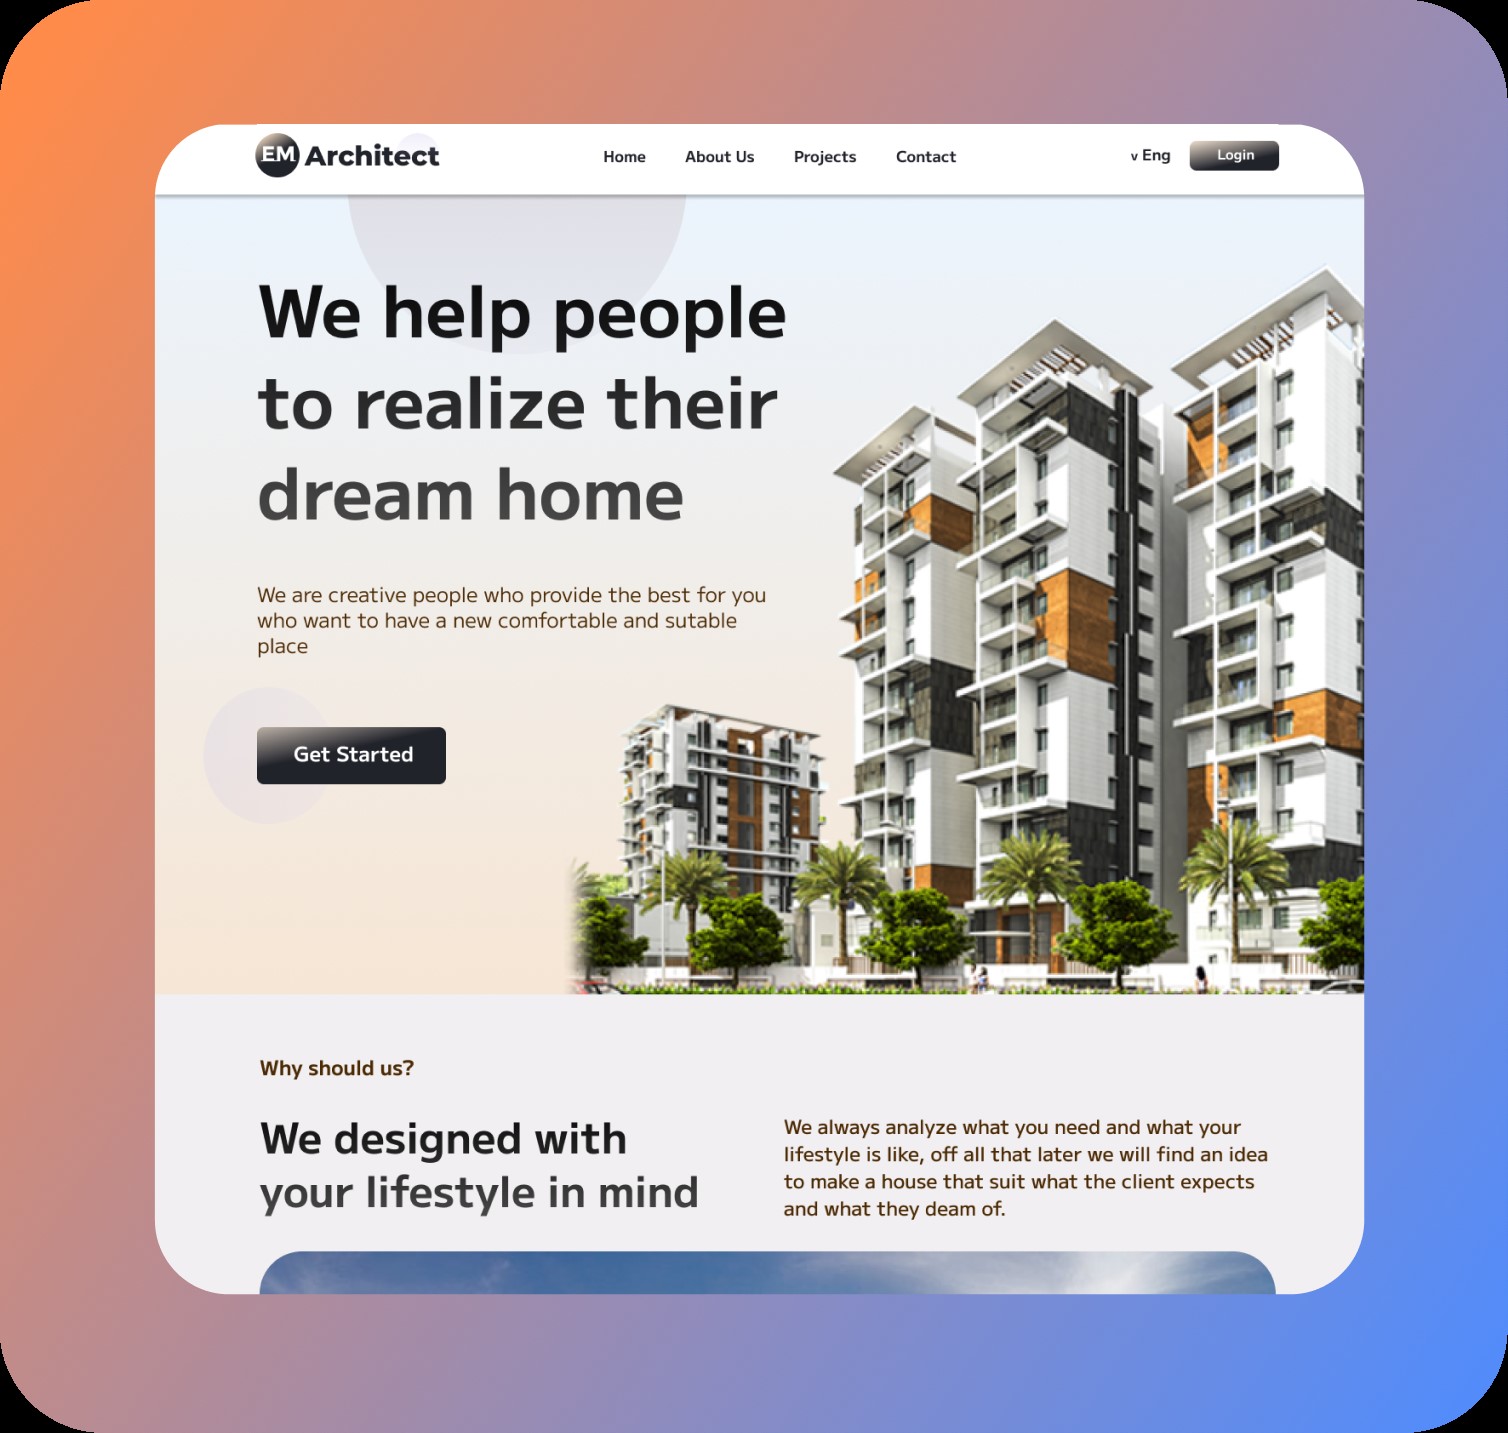 EM Architect
Home About Us Projects Contact
v Eng
Login
We help people
to realize their
dream home
We are creative people who provide the best for you
who want to have a new comfortable and sutable
place
Get Started
Why should us?
We designed with
your lifestyle in mind
We always analyze what you need and what your
lifestyle is like, off all that later we will find an idea
to make a house that suit what the client expects
and what they deam of.